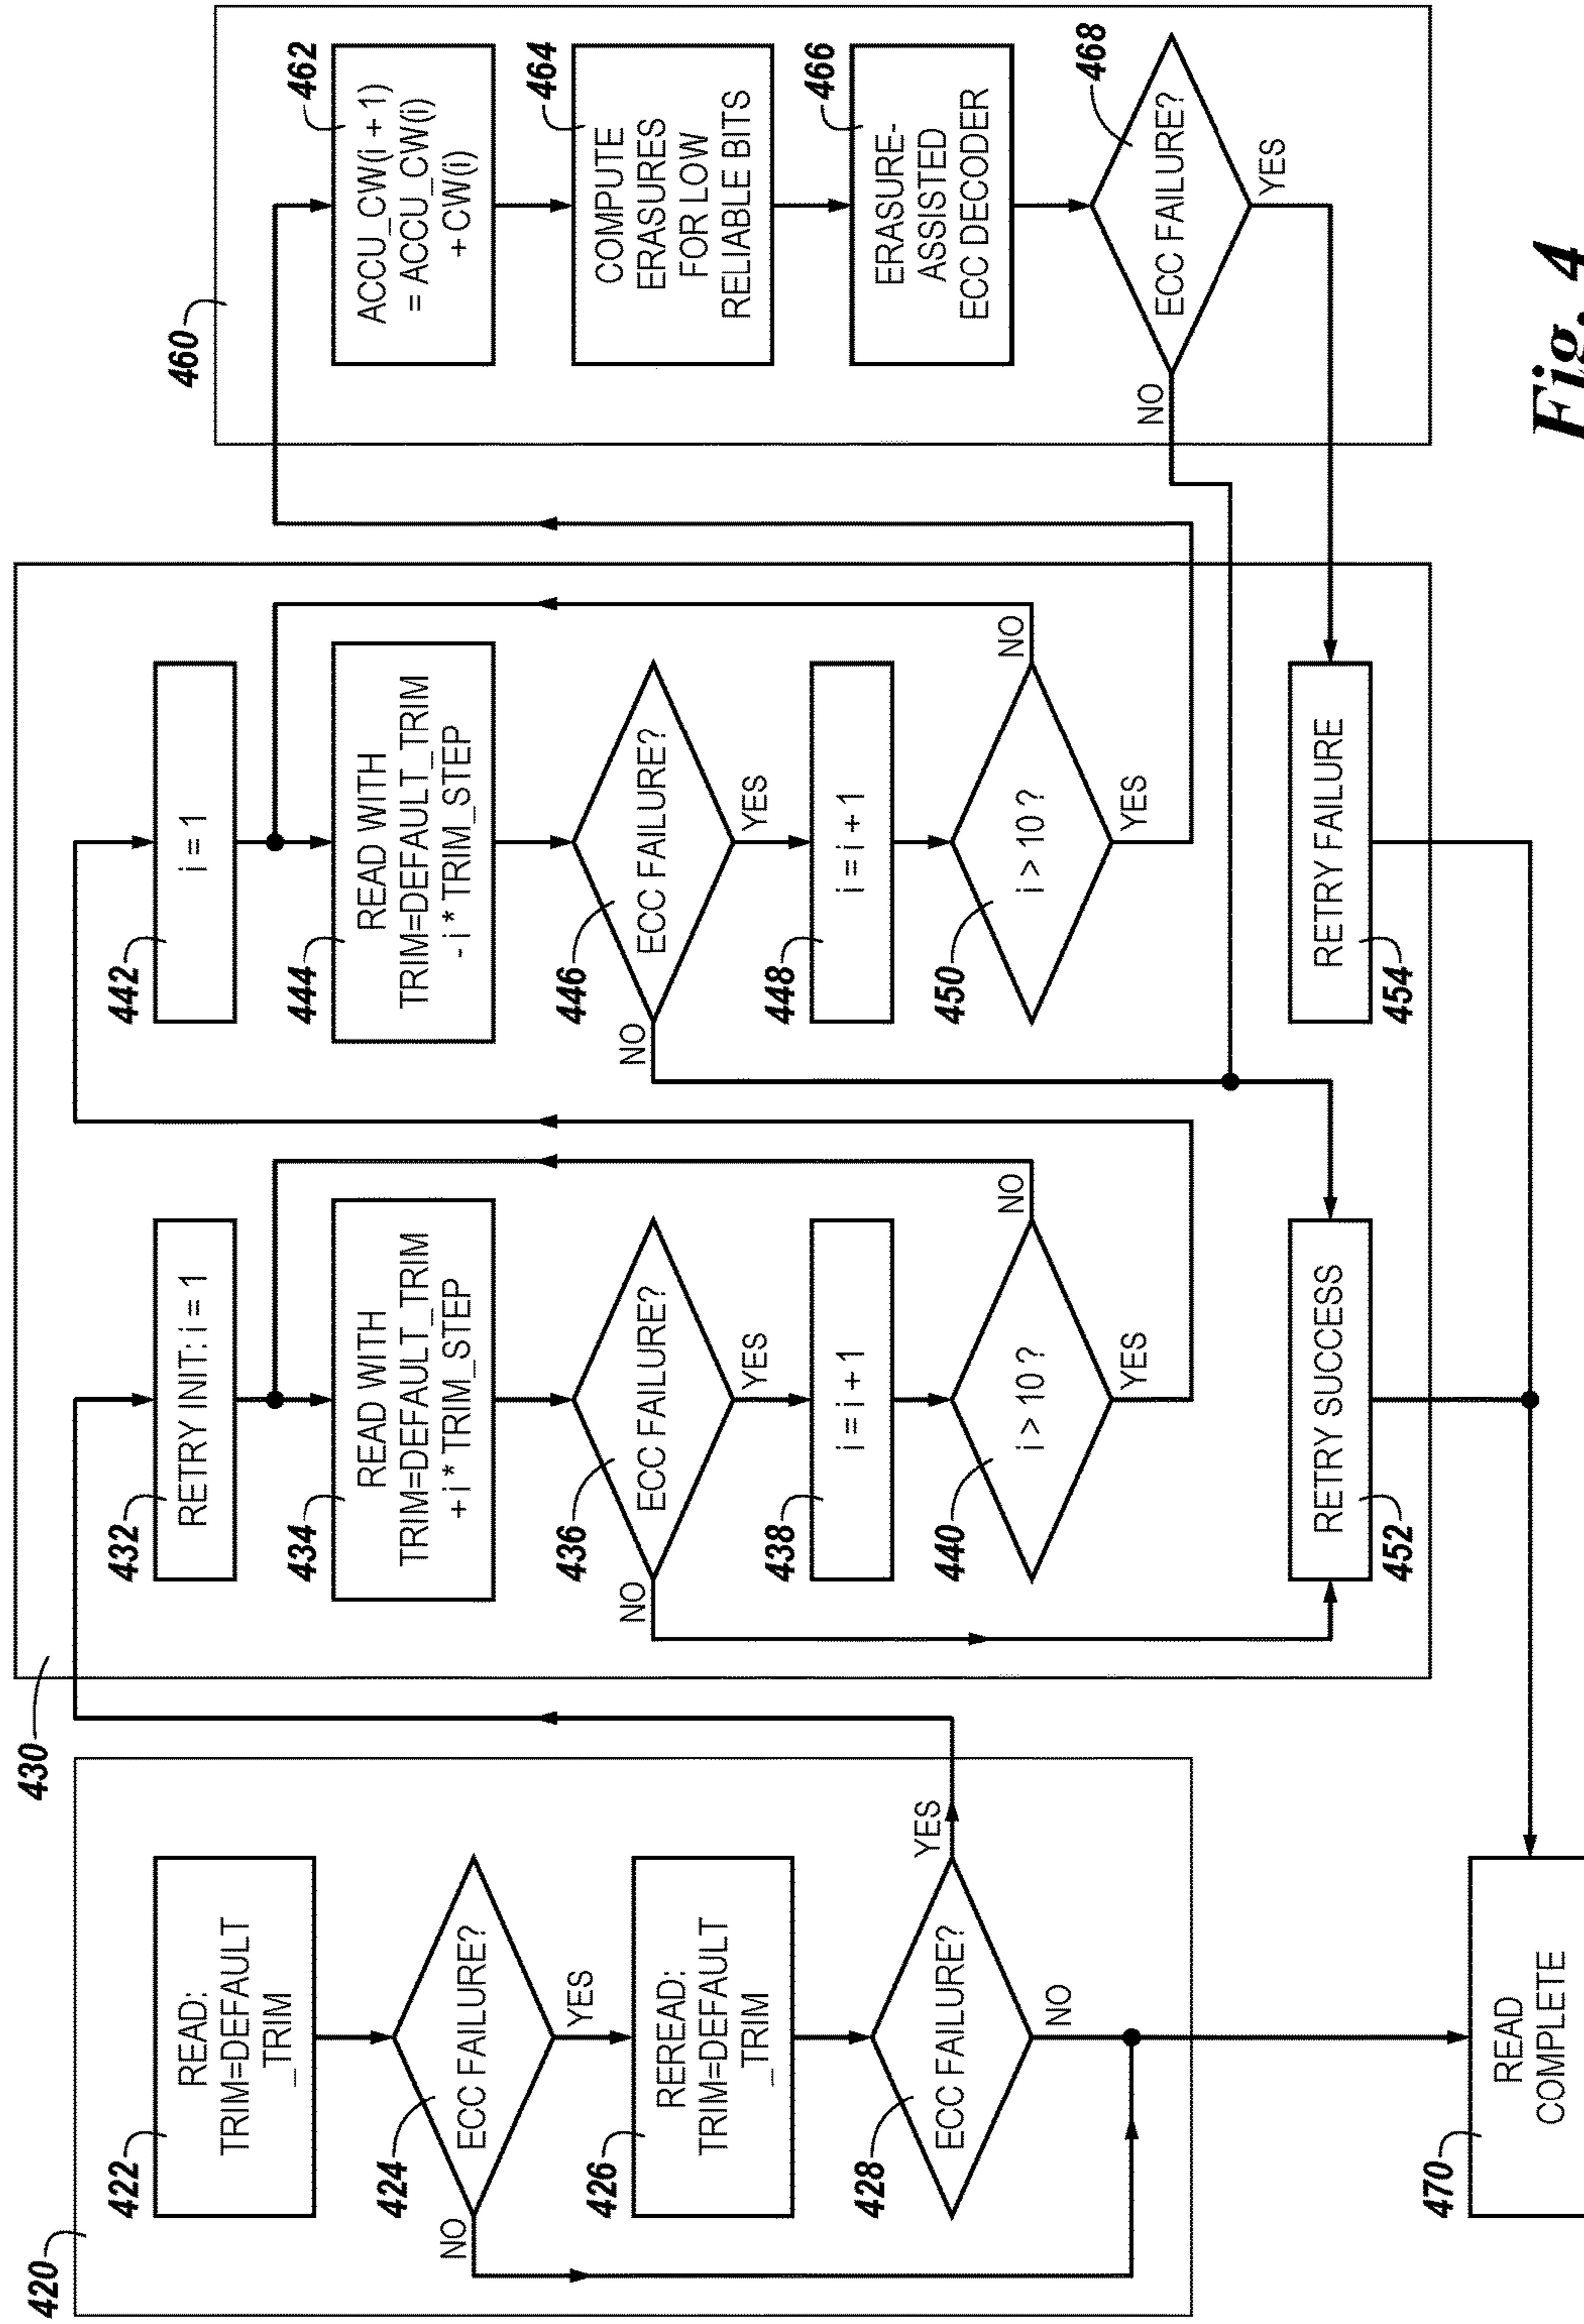 420
422
READ:
TRIM=DEFAULT
_TRIM
424
ECC FAILURE?
NO
YES
426
REREAD:
TRIM=DEFAULT
_TRIM
428
ECC FAILURE?
YES
NO
470
READ
COMPLETE
430
432
RETRY INIT: i = 1
434
READ WITH
TRIM=DEFAULT_TRIM
+ i * TRIM_STEP
436
ECC FAILURE?
NO
YES
438
i = i + 1
440
i > 10 ?
NO
YES
RETRY SUCCESS
452
442
i = 1
444
READ WITH
TRIM=DEFAULT_TRIM
- i * TRIM_STEP
446
ECC FAILURE?
NO
YES
448
i = i + 1
450
i > 10 ?
NO
YES
RETRY FAILURE
454
460
462
ACCU_CW(i + 1)
= ACCU_CW(i)
+ CW(i)
464
COMPUTE
ERASURES
FOR LOW
RELIABLE BITS
466
ERASURE-
ASSISTED
ECC DECODER
468
ECC FAILURE?
NO
YES
Fig. 4